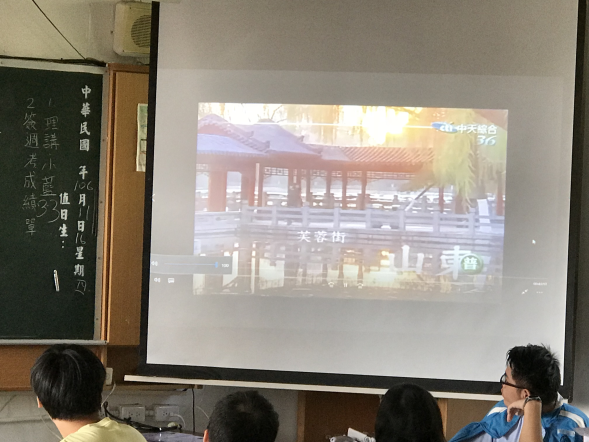 中華民國 年106月11日16星期四
值日生：
1. 理講小藍33
2. 簽週考成績單
中天綜合
36
芙蓉街
山東
普